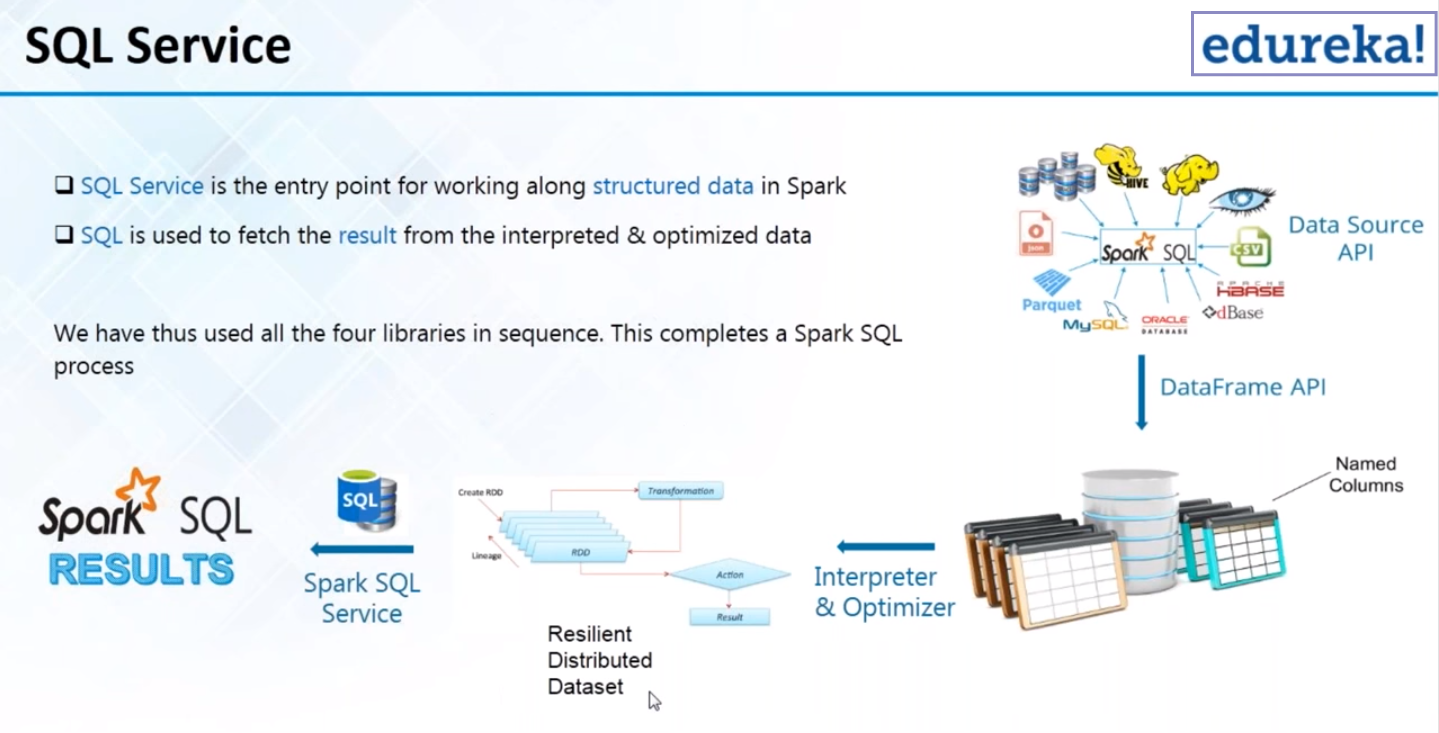 SQL Service
edureka!
SQL Service is the entry point for working along structured data in Spark
SQL is used to fetch the result from the interpreted & optimized data
We have thus used all the four libraries in sequence. This completes a Spark SQL
process
HIVE
json
Spark SQL
CSV
Parquet
APACHE
HBASE
MySQL
ORACLE
DATABASE
dBase
Data Source
API
DataFrame API
Named
Columns
Interpreter
& Optimizer
Create RDD
Transformation
Lineage
RDD
Action
Result
Resilient
Distributed
Dataset
SQL
Spark SQL
Service
Spark SQL
RESULTS